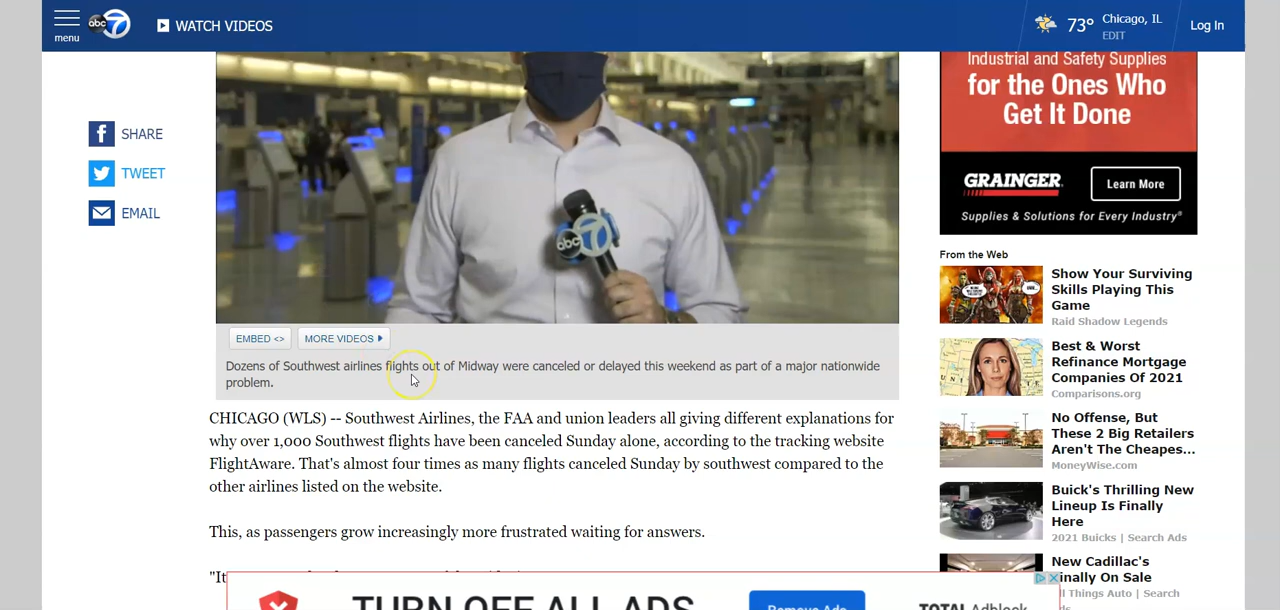 menu
abc 7
WATCH VIDEOS
73°
Chicago, IL
EDIT
Log In
SHARE
TWEET
EMAIL
abc 7
EMBED <>
MORE VIDEOS
Dozens of Southwest airlines flights out of Midway were canceled or delayed this weekend as part of a major nationwide
problem.
CHICAGO (WLS) -- Southwest Airlines, the FAA and union leaders all giving different explanations for
why over 1,000 Southwest flights have been canceled Sunday alone, according to the tracking website
FlightAware. That's almost four times as many flights canceled Sunday by southwest compared to the
other airlines listed on the website.
This, as passengers grow increasingly more frustrated waiting for answers.
"It
TURN OFF ALL ADS
Remove Ads
TOTAL Adblock
Industrial and Safety Supplies
for the Ones Who
Get It Done
GRAINGER
Learn More
Supplies & Solutions for Every Industry®
From the Web
Show Your Surviving
Skills Playing This
Game
Raid Shadow Legends
Best & Worst
Refinance Mortgage
Companies Of 2021
Comparisons.org
No Offense, But
These 2 Big Retailers
Aren't The Cheapes...
MoneyWise.com
Buick's Thrilling New
Lineup Is Finally
Here
2021 Buicks | Search Ads
New Cadillac's
Finally On Sale
All Things Auto | Search
Ads